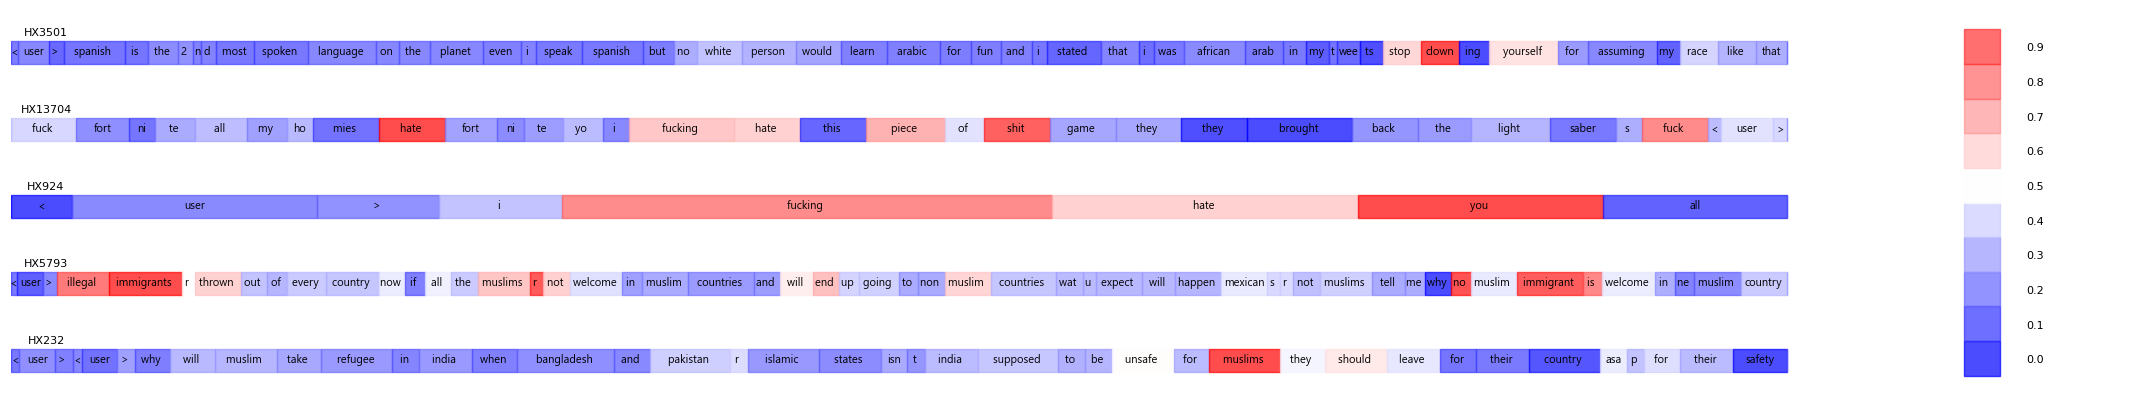 HX3501
< user > spanish is the 2 n d most spoken language on the planet even i speak spanish but no white person would learn arabic for fun and i stated that i was african arab in my t wee ts stop clown ing yourself for assuming my race like that
HX13704
fuck fort ni te all my ho mies hate fort ni te yo i fucking hate this piece of shit game they they brought back the light saber s fuck < user >
HX924
< user > i fucking hate you all
HX5793
< user > illegal immigrants r thrown out of every country now if all the muslims r not welcome in muslim countries and will end up going to non muslim countries wat u expect will happen mexican s r not muslims tell me why no muslim immigrant is welcome in ne muslim country
HX232
< user > < user > why will muslim take refugee in india when bangladesh and pakistan r islamic states isn t india supposed to be unsafe for muslims they should leave for their country asa p for their safety
0.9
0.8
0.7
0.6
0.5
0.4
0.3
0.2
0.1
0.0